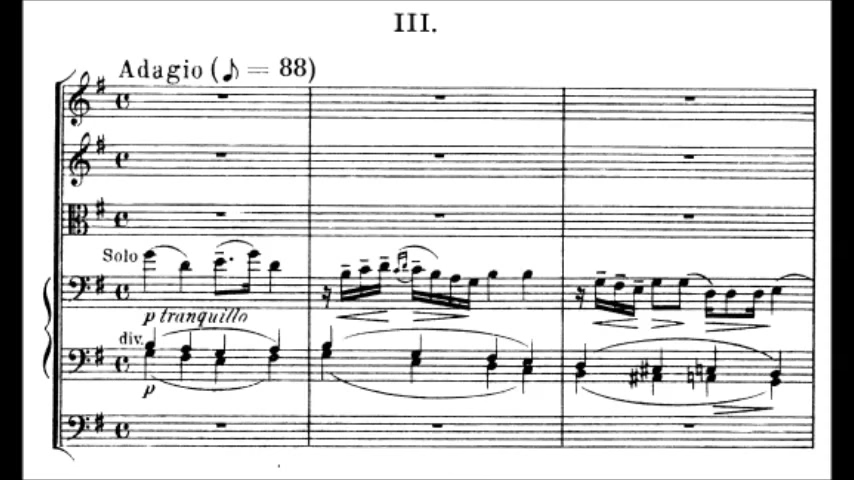 III.
Adagio (♪ = 88)
Solo
p tranquillo
div.
p